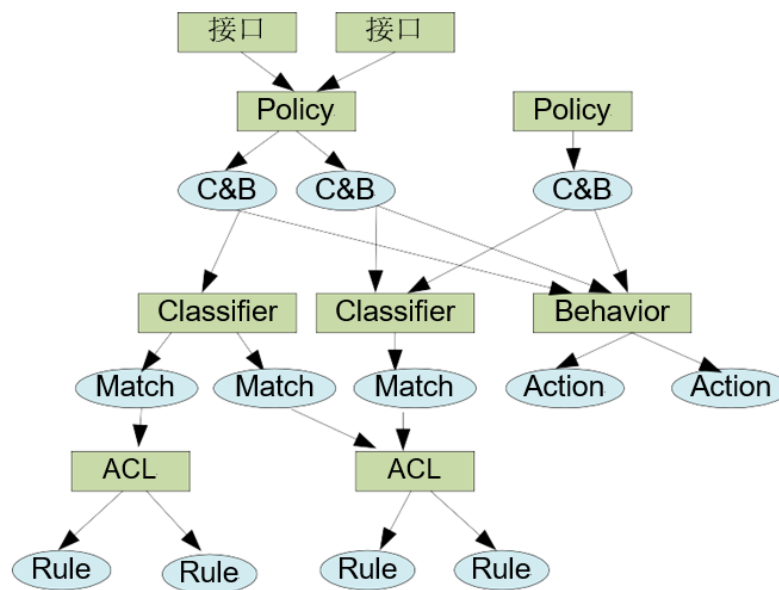 接口 接口
Policy Policy
C&B C&B C&B
Classifier Classifier Behavior
Match Match Match Action Action
ACL ACL
Rule Rule Rule Rule